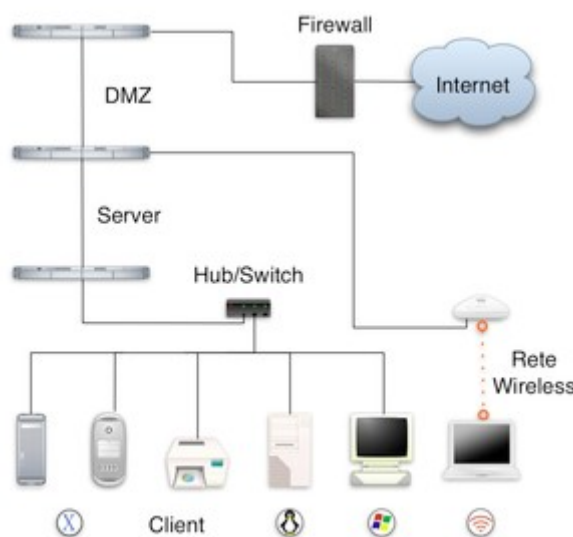 Firewall
Internet
DMZ
Server
Hub/Switch
Rete
Wireless
X
Client